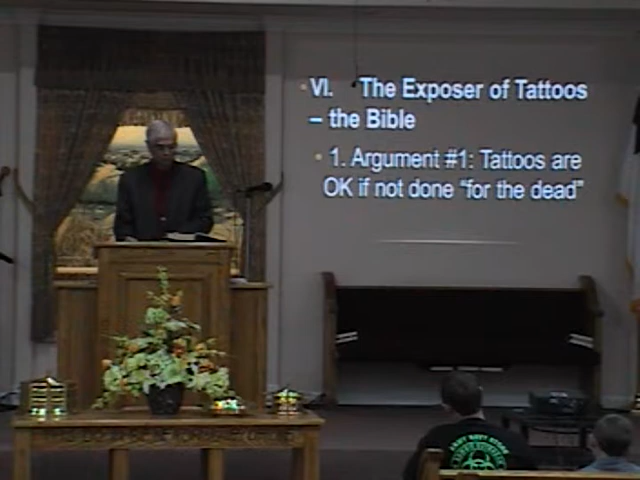 VI. The Exposer of Tattoos
– the Bible
1. Argument #1: Tattoos are
OK if not done "for the dead"